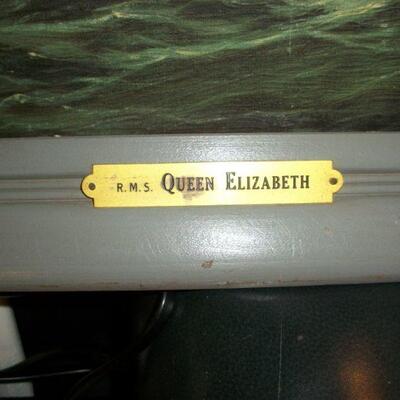 R.M.S. QUEEN ELIZABETH